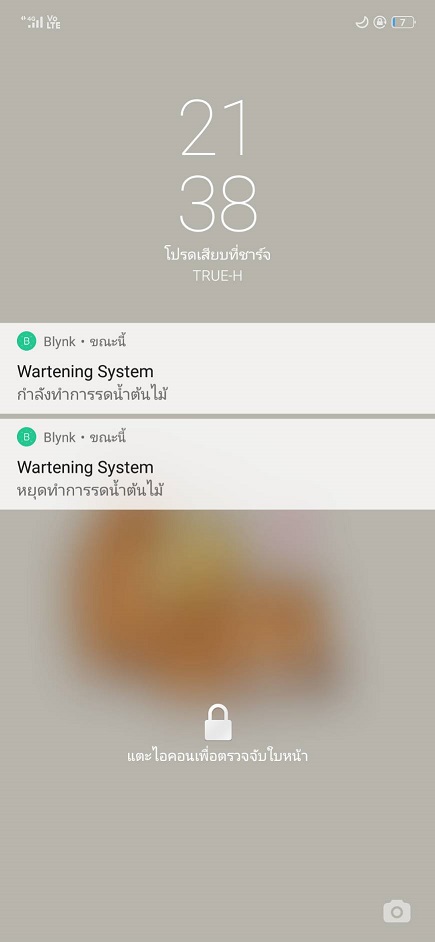 4G Vo LTE 7
21
38
โปรดเสียบที่ชาร์จ
TRUE-H
B Blynk • ขณะนี้
Wartening System
กำลังทำการรดน้ำต้นไม้
B Blynk • ขณะนี้
Wartening System
หยุดทำการรดน้ำต้นไม้
แตะไอคอนเพื่อตรวจจับใบหน้า